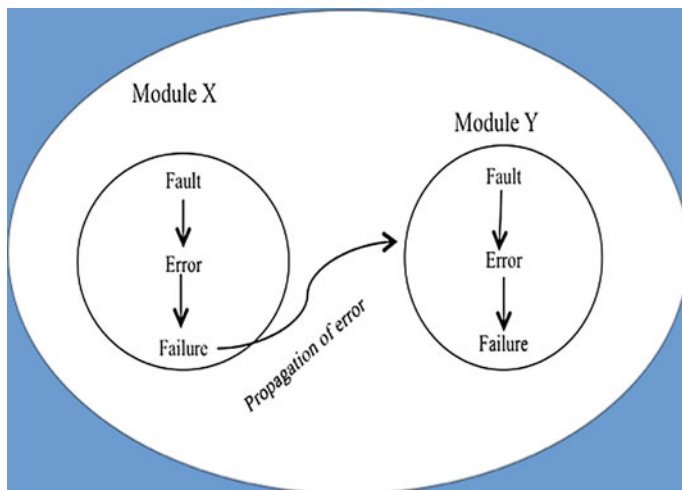 Module X
Fault
Error
Failure
Propagation of error
Module Y
Fault
Error
Failure